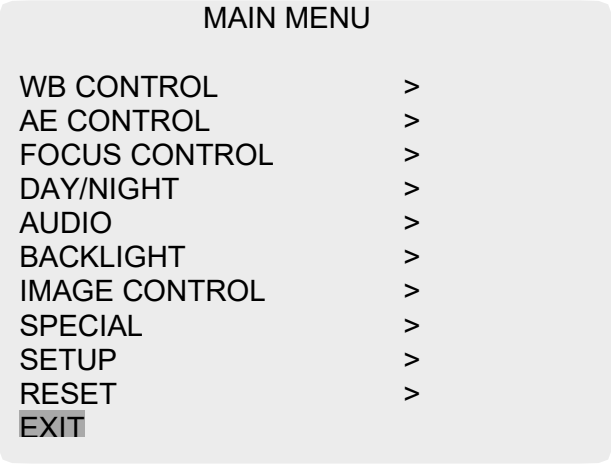 MAIN MENU
WB CONTROL >
AE CONTROL >
FOCUS CONTROL >
DAY/NIGHT >
AUDIO >
BACKLIGHT >
IMAGE CONTROL >
SPECIAL >
SETUP >
RESET >
EXIT